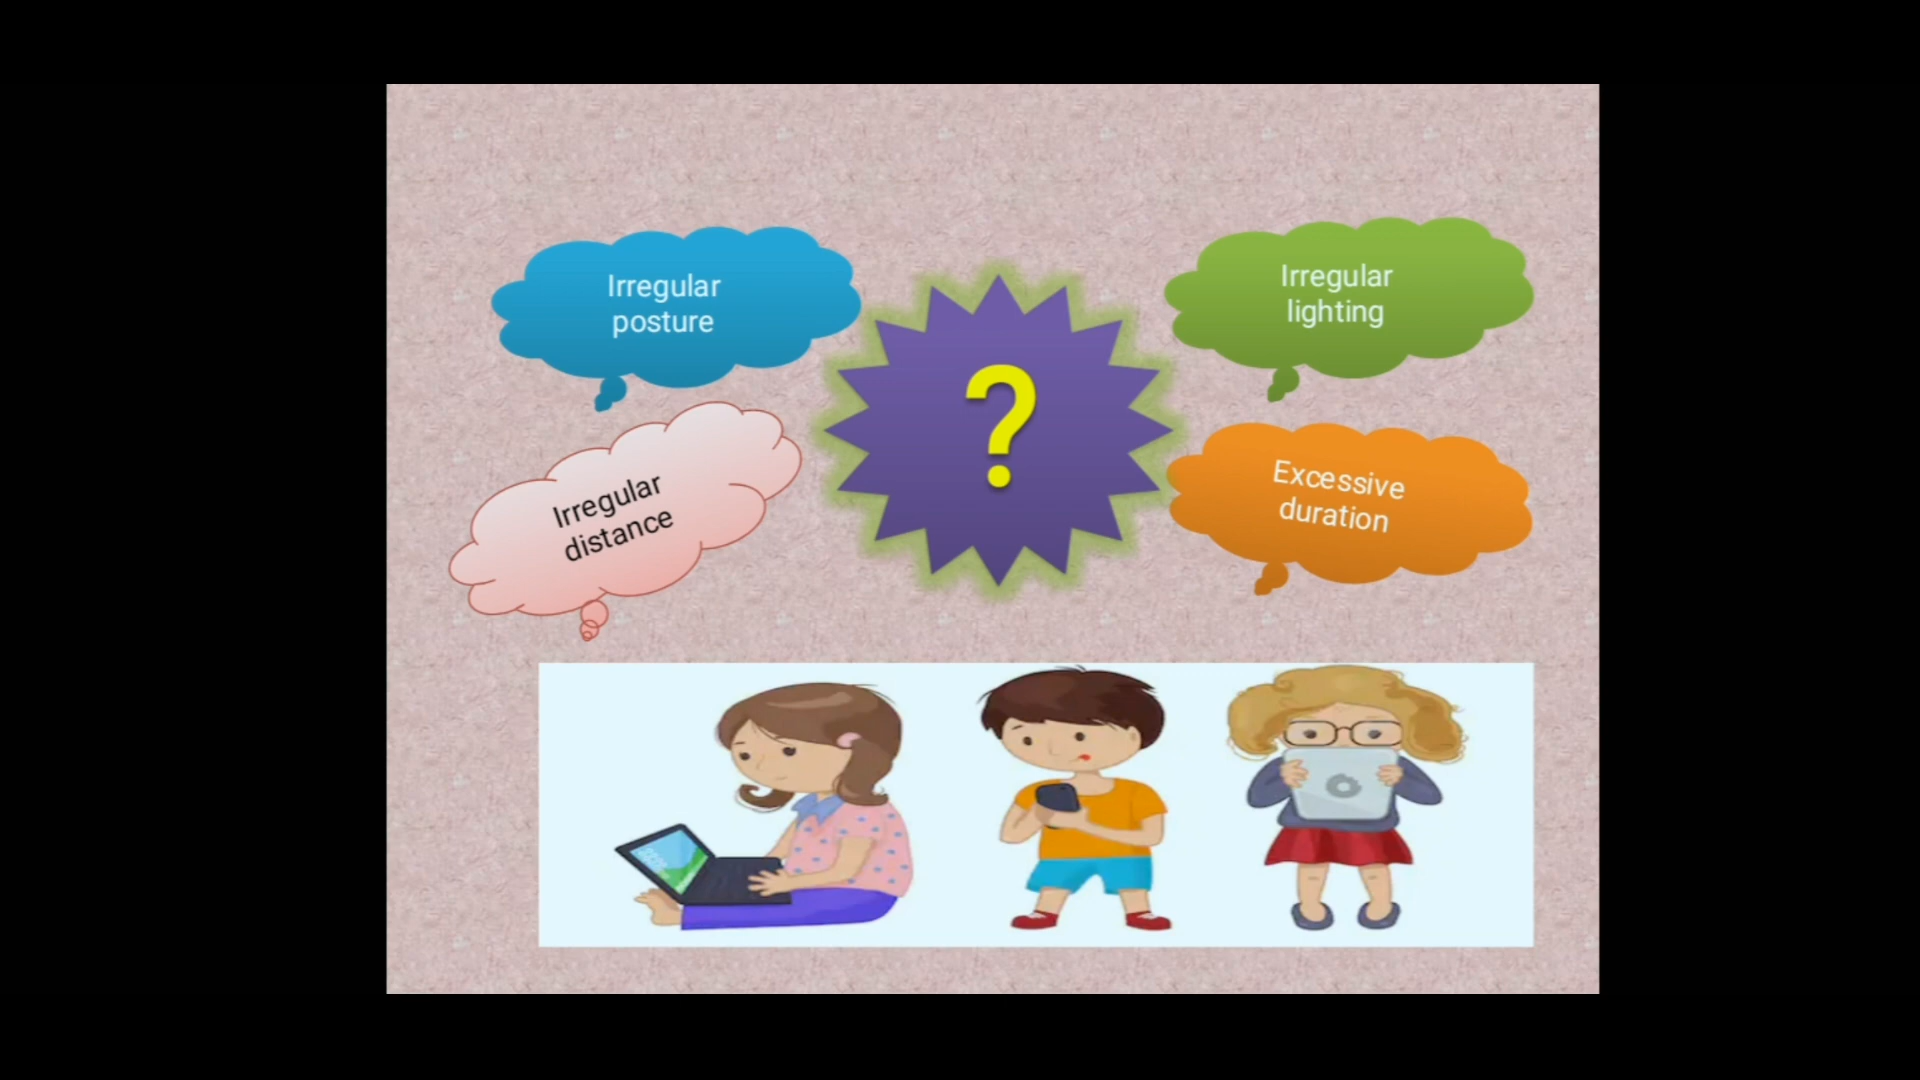 Irregular
posture
Irregular
lighting
?
Irregular
distance
Excessive
duration